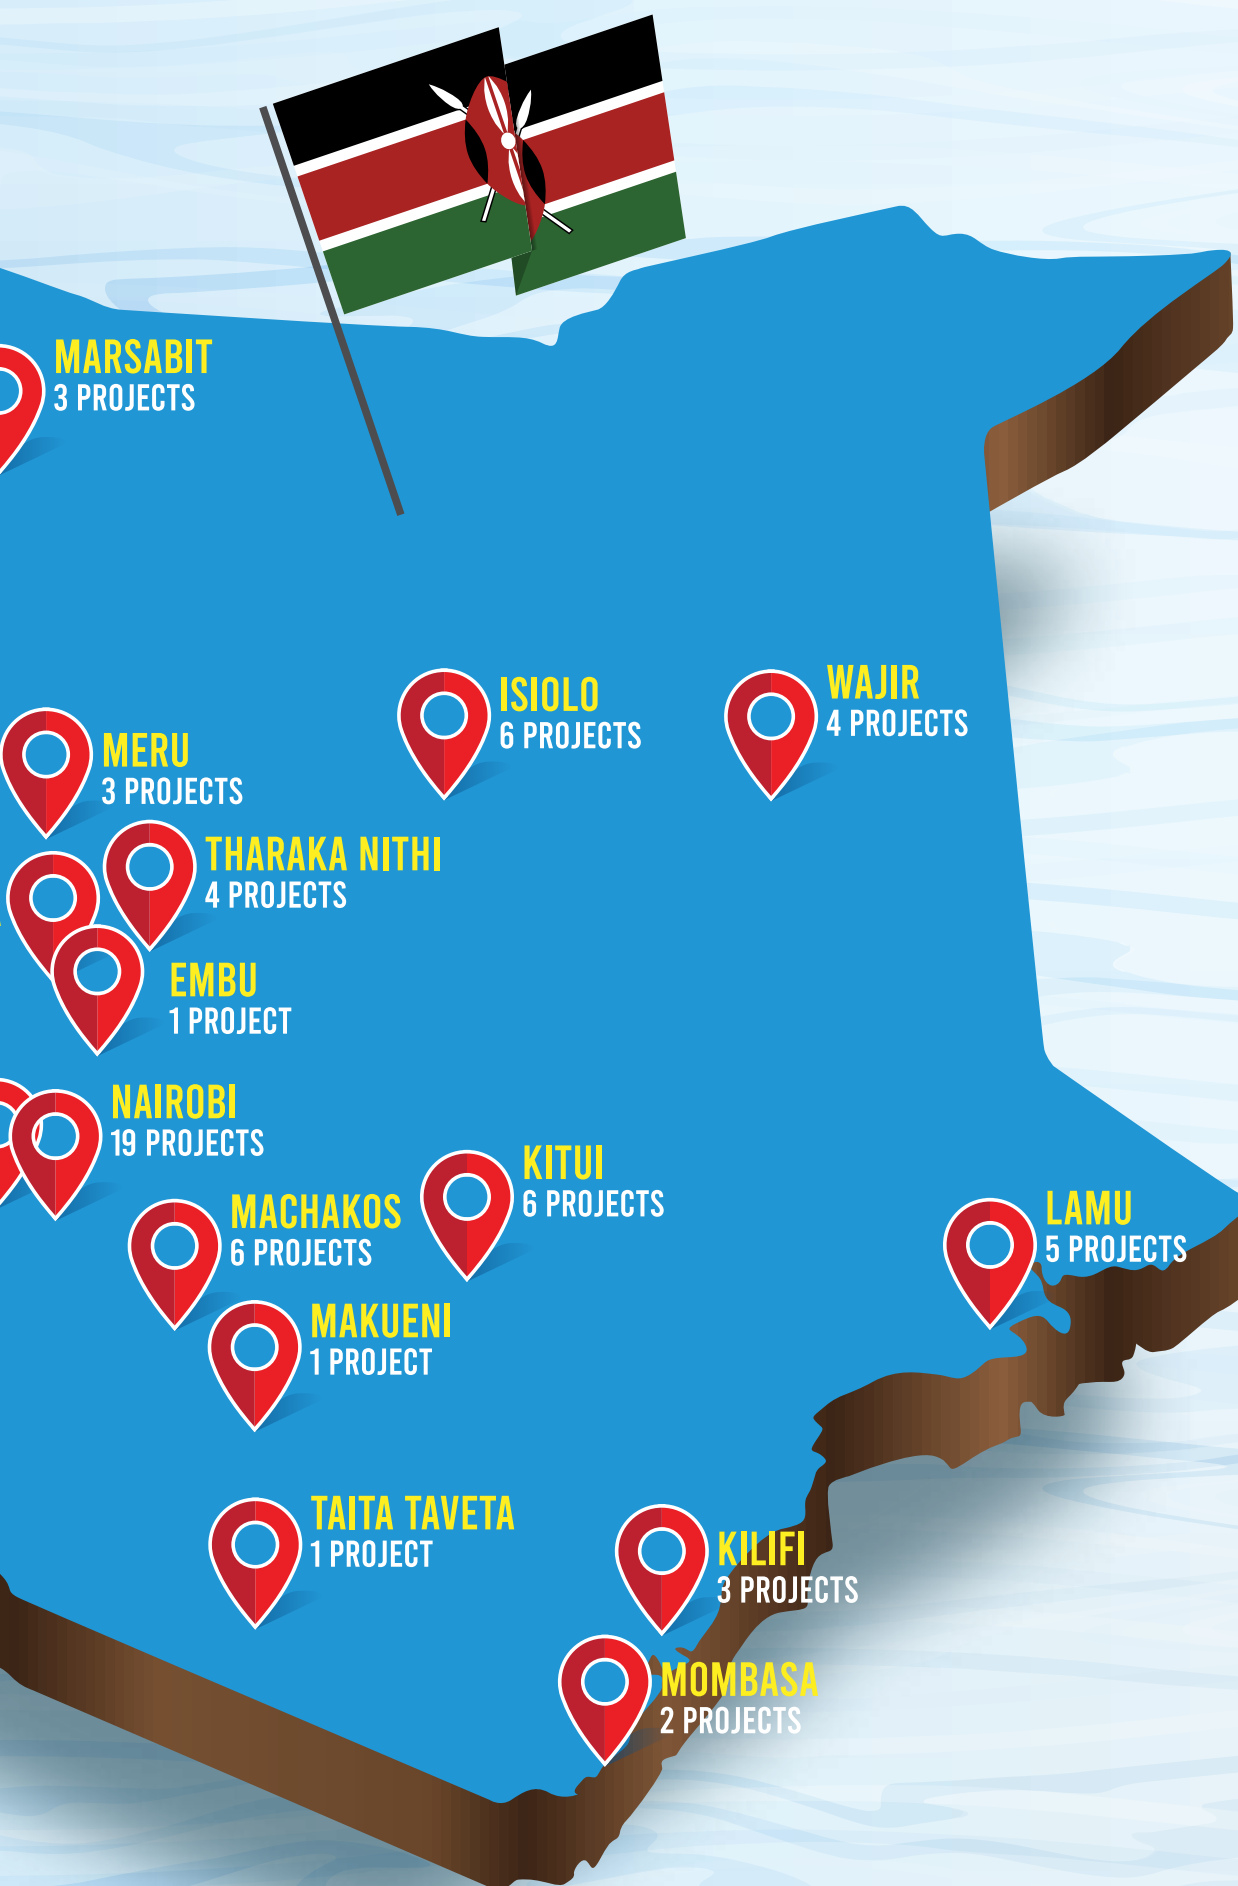 MARSABIT
3 PROJECTS
ISIOLO
6 PROJECTS
WAJIR
4 PROJECTS
MERU
3 PROJECTS
THARAKA NITHI
4 PROJECTS
EMBU
1 PROJECT
NAIROBI
19 PROJECTS
KITUI
6 PROJECTS
MACHAKOS
6 PROJECTS
LAMU
5 PROJECTS
MAKUENI
1 PROJECT
TAITA TAVETA
1 PROJECT
KILIFI
3 PROJECTS
MOMBASA
2 PROJECTS